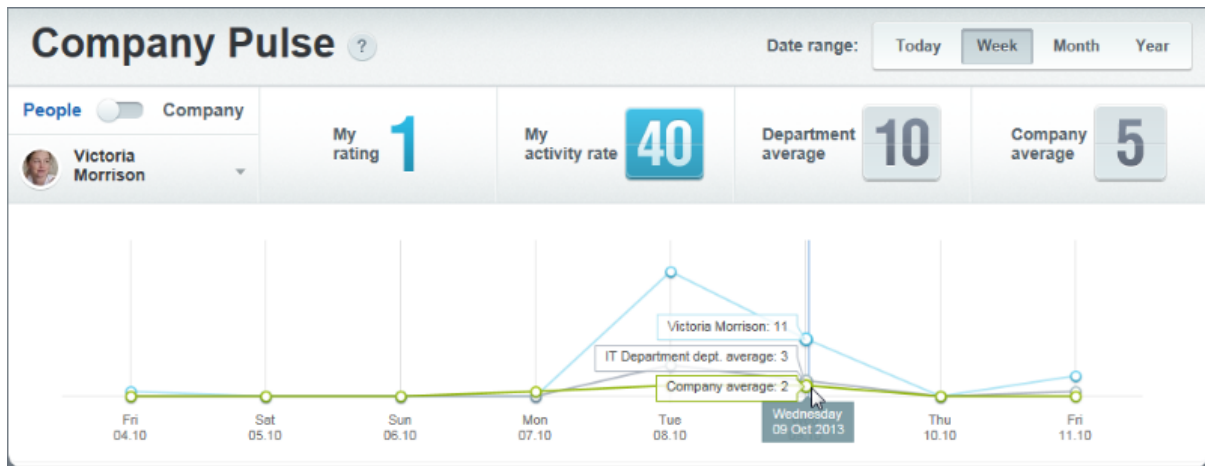 Company Pulse ?
Date range: Today Week Month Year
People Company
Victoria
Morrison
My
rating 1
My
activity rate 40
Department
average 10
Company
average 5
Victoria Morrison: 11
IT Department dept. average: 3
Company average: 2
Fri
04.10
Sat
05.10
Sun
06.10
Mon
07.10
Tue
08.10
Wednesday
09 Oct 2013
Thu
10.10
Fri
11.10